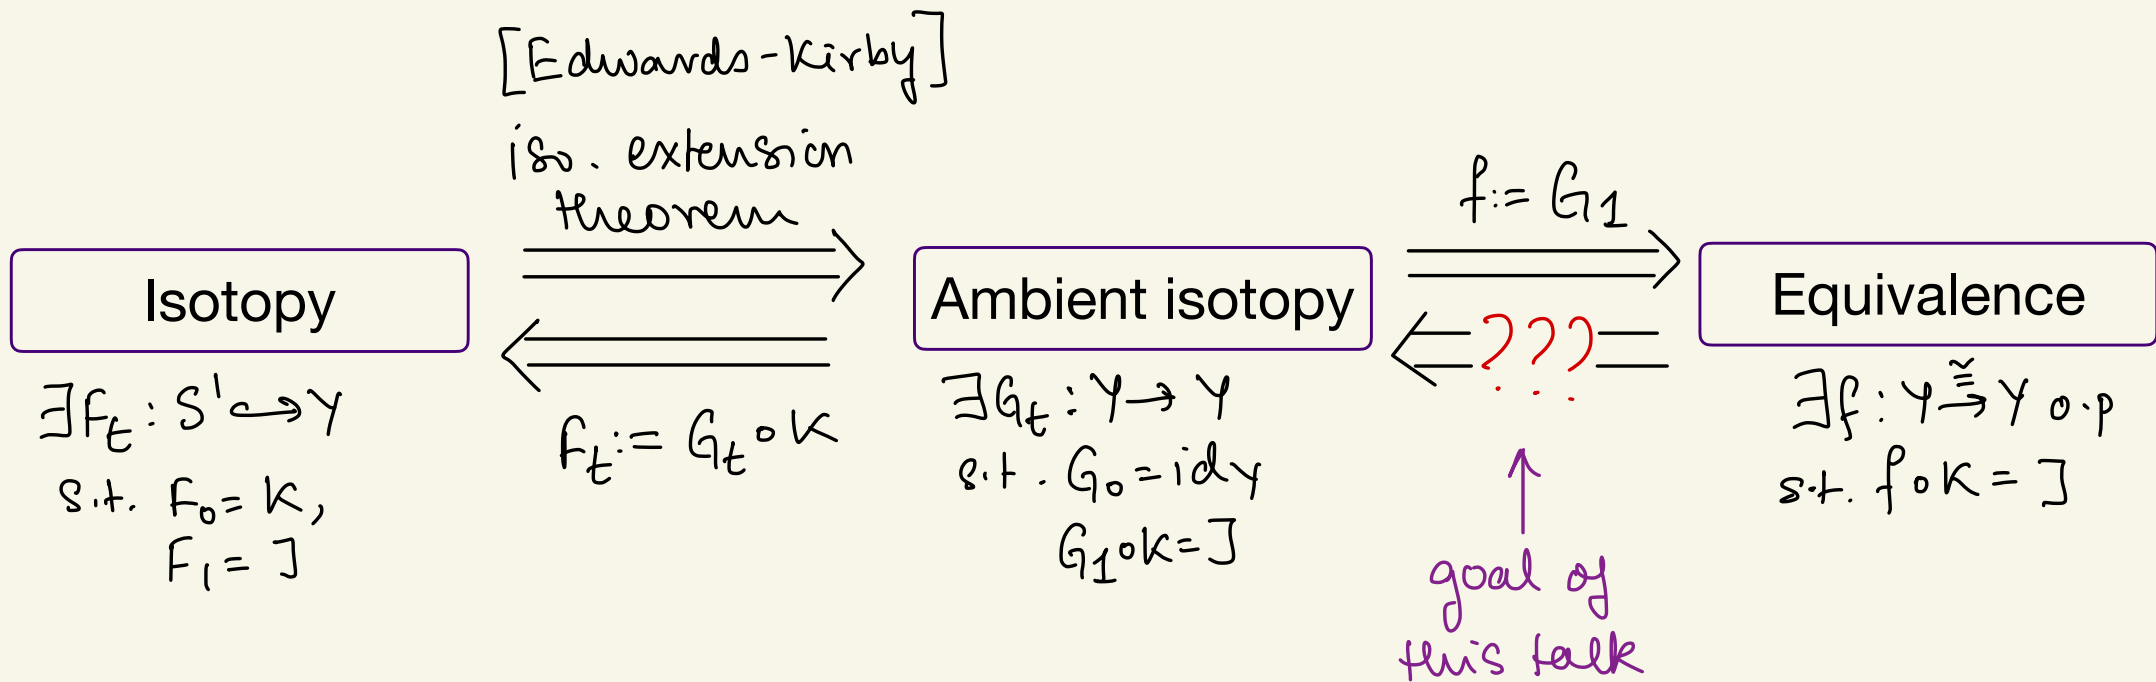 [Edwards-Kirby]
iso. extension
theorem
Isotopy
∃F_t : S¹ ↪ Y
s.t. F_0 = K,
F_1 = J
F_t := G_t ∘ K
Ambient isotopy
∃G_t : Y → Y
s.t. G_0 = id_Y
G_1 ∘ K = J
f := G_1
???
goal of
this talk
Equivalence
∃f : Y ≅→ Y o.p
s.t. f ∘ K = J